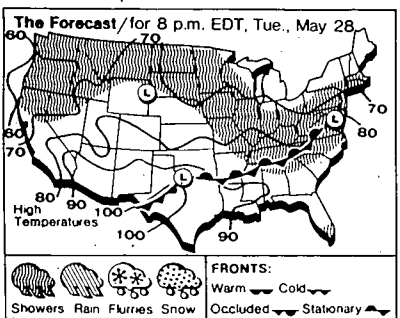 The Forecast/for 8 p.m. EDT, Tue., May 28
60
70
L
70
80
L
60
70
L
80
90
100
High
Temperatures
100
90
Showers Rain Flurries Snow
FRONTS:
Warm Cold
Occluded Stationary